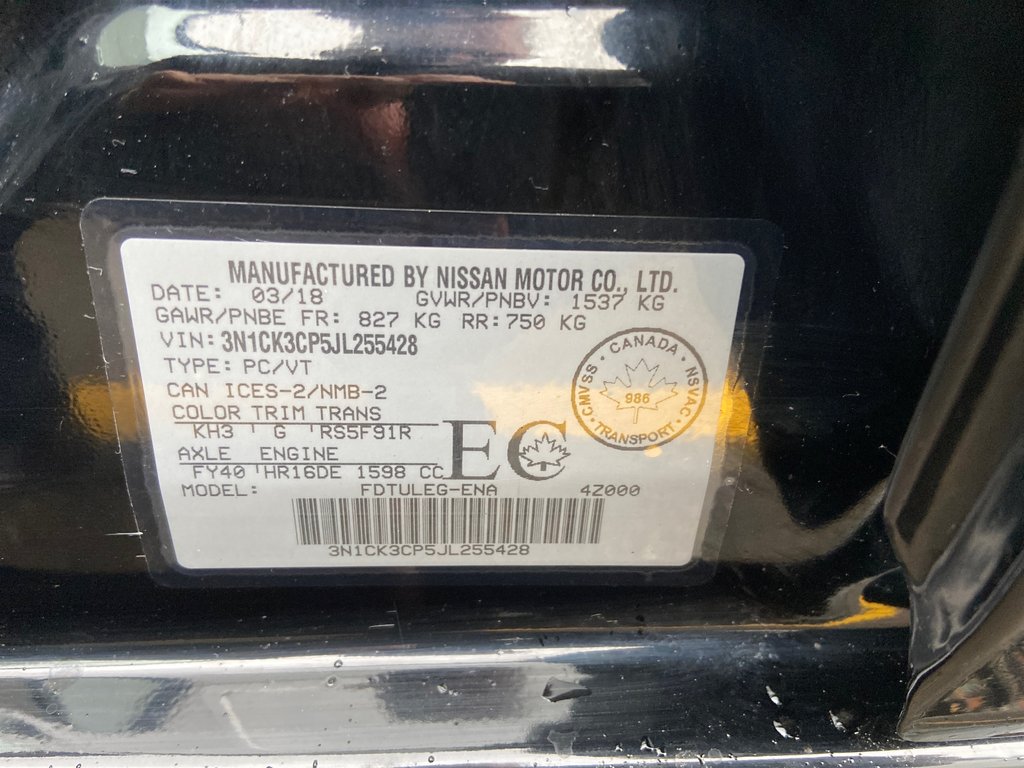 MANUFACTURED BY NISSAN MOTOR CO., LTD.
DATE: 03/18 GVWR/PNBV: 1537 KG
GAWR/PNBE FR: 827 KG RR: 750 KG
VIN: 3N1CK3CP5JL255428
TYPE: PC/VT
CAN ICES-2/NMB-2
COLOR TRIM TRANS
KH3 G RS5F91R
AXLE ENGINE
FY40 HR16DE 1598 CC
EC
CANADA
CMVSS · NSVAC
986
TRANSPORT
MODEL: FDTULEG-ENA 4Z000
3N1CK3CP5JL255428